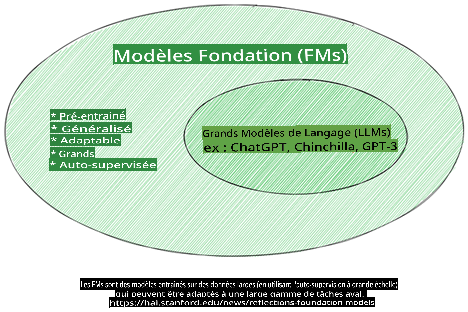 Modèles Fondation (FMs)
* Pré-entraîné
* Généralisé
* Adaptable
* Grands
* Auto-supervisée
Grands Modèles de Langage (LLMs)
ex : ChatGPT, Chinchilla, GPT-3
Les FMs sont des modèles entraînés sur des données larges (en utilisant l'auto-supervision à grande échelle)
qui peuvent être adaptés à une large gamme de tâches aval.
https://hai.stanford.edu/news/reflections-foundation-models